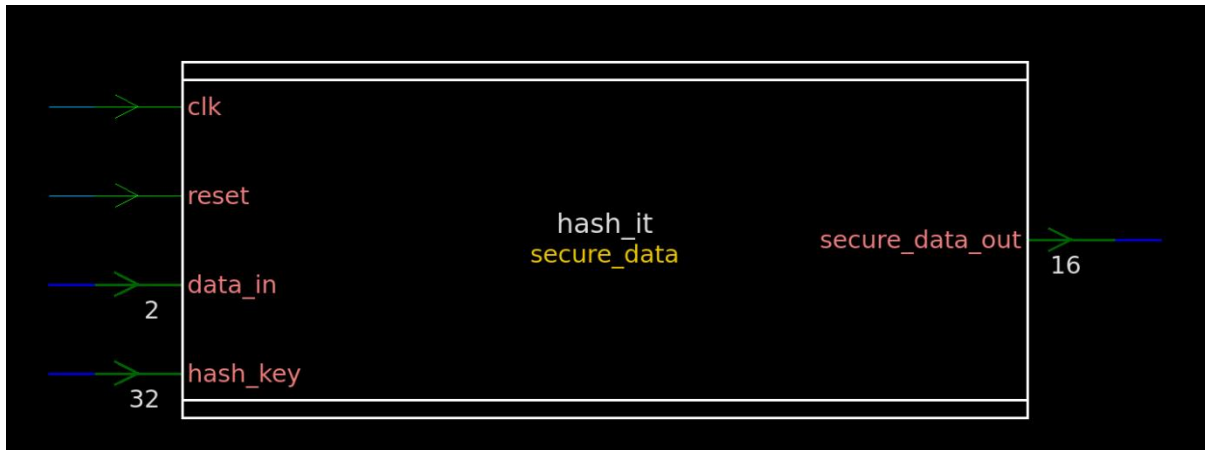 clk
reset
hash_it
secure_data
secure_data_out
16
data_in
2
hash_key
32